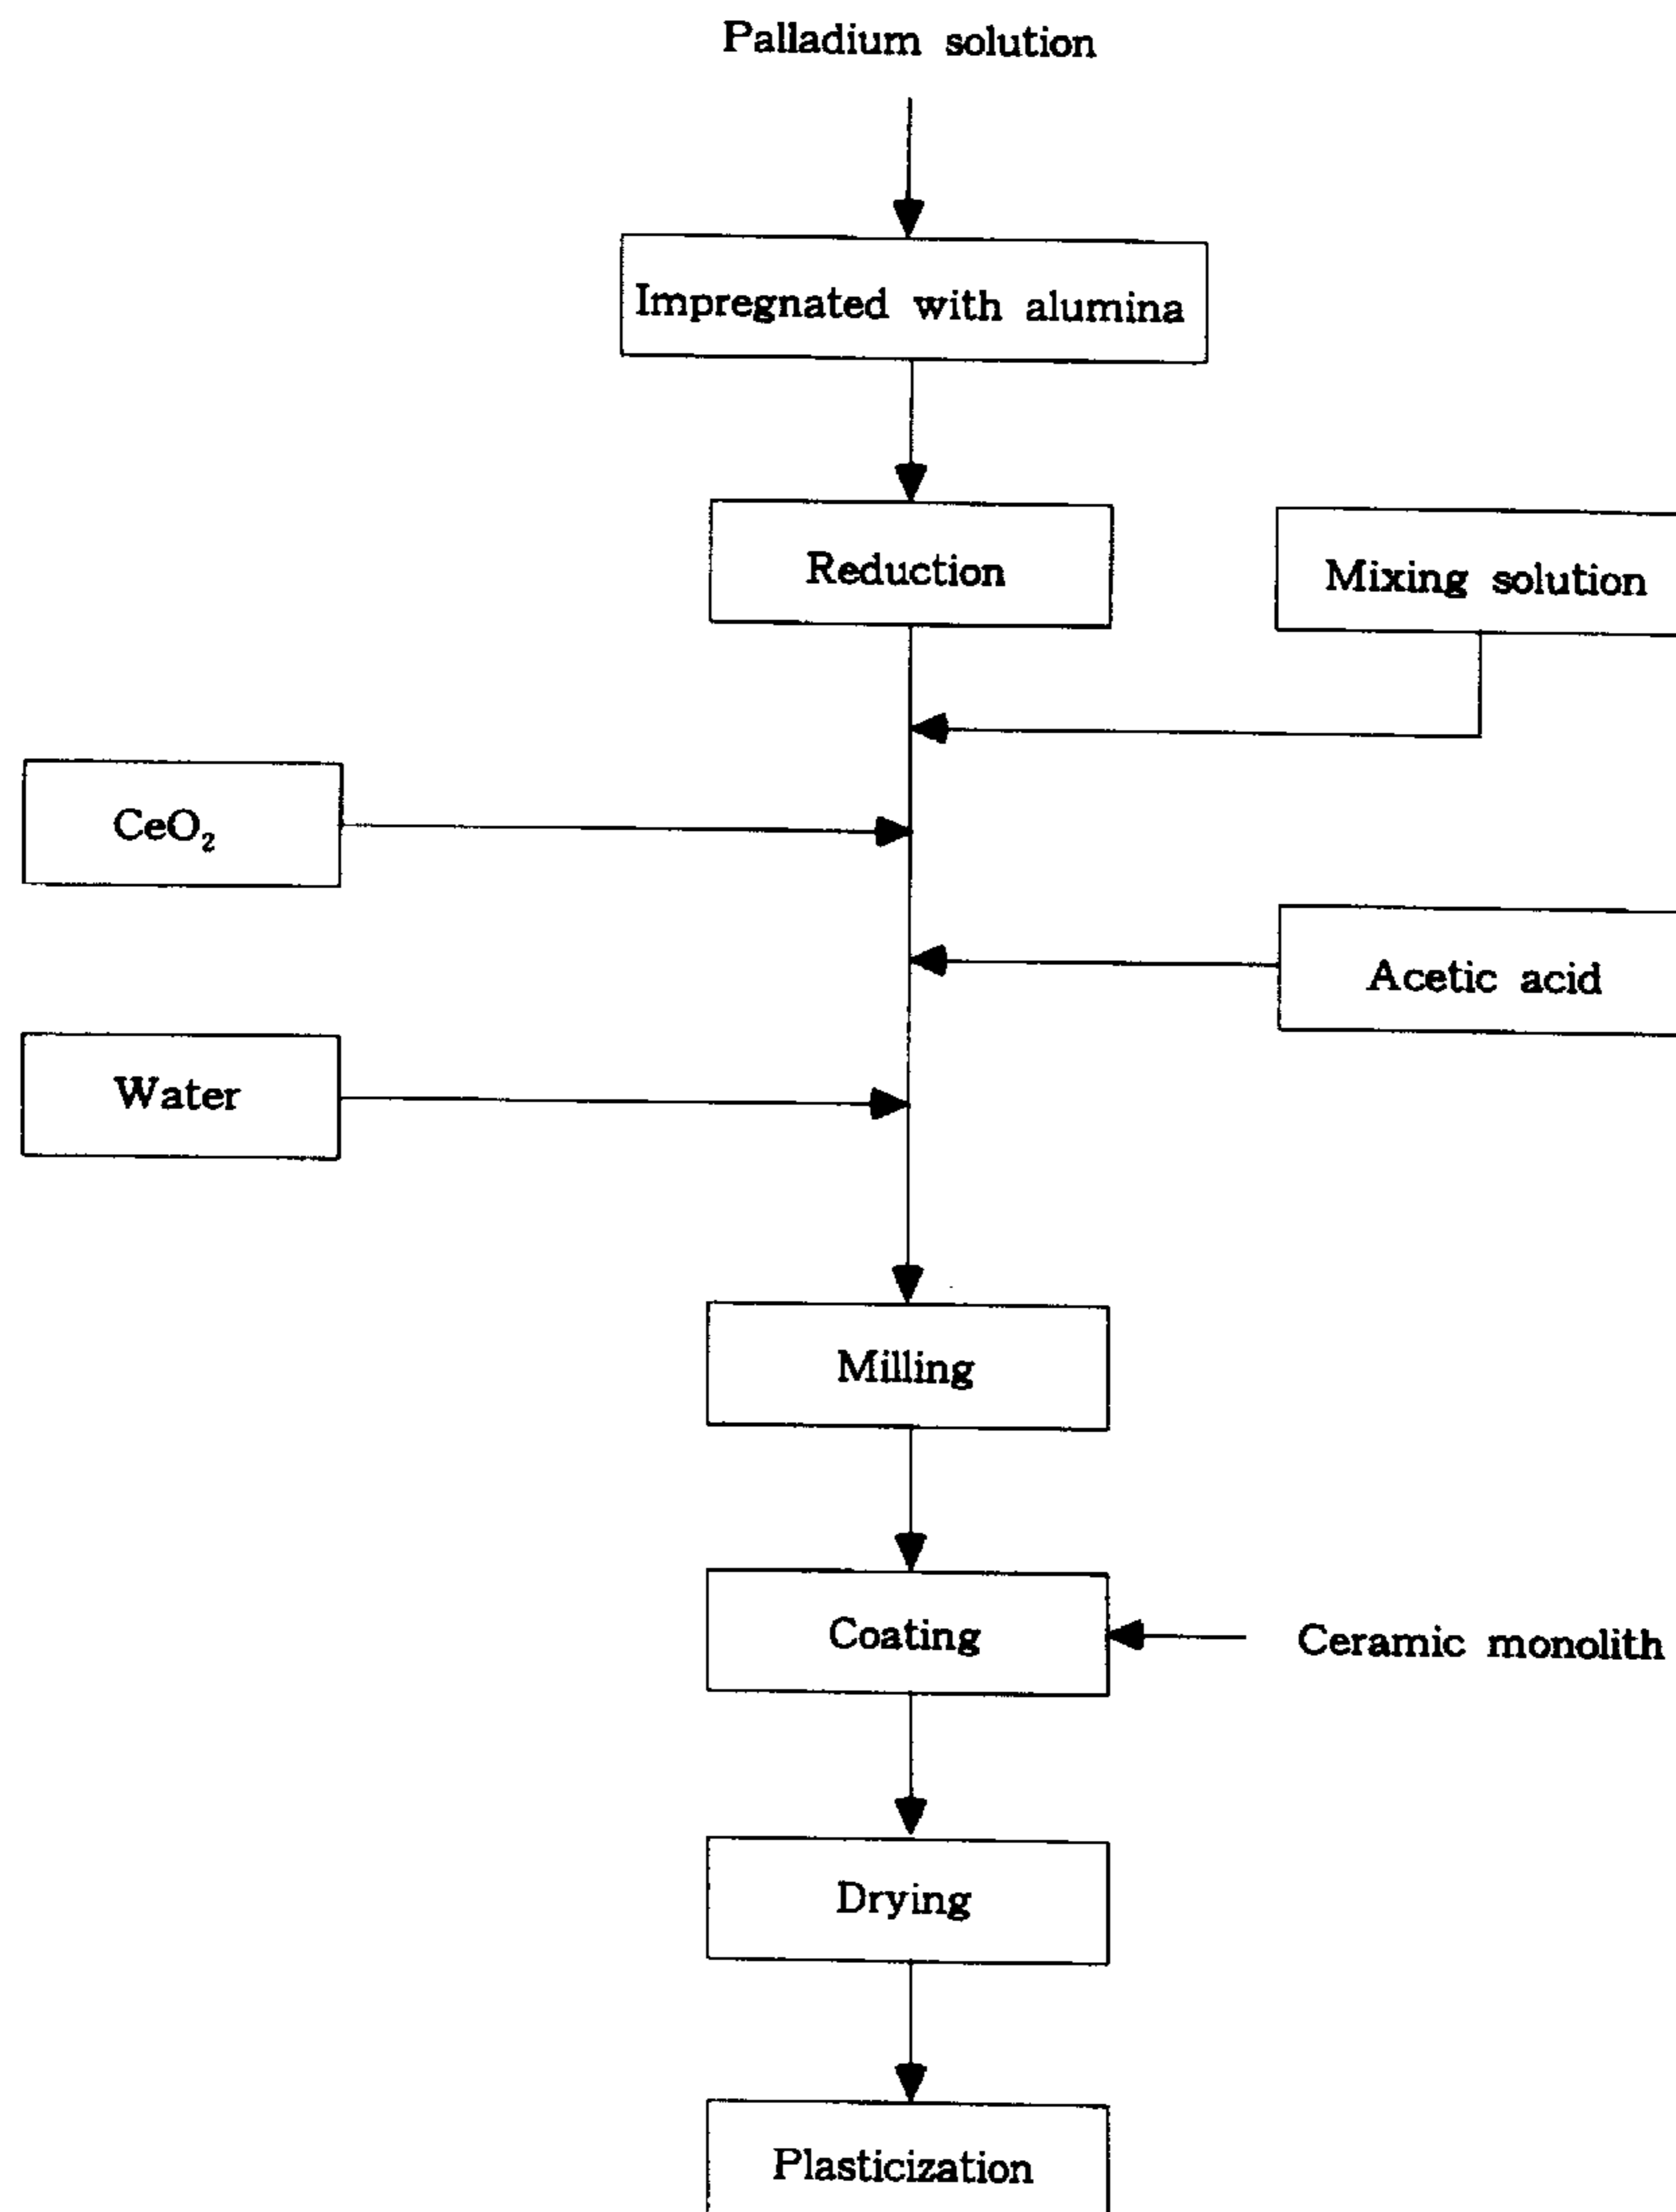 Palladium solution
Impregnated with alumina
Reduction
Mixing solution
CeO₂
Acetic acid
Water
Milling
Coating
Ceramic monolith
Drying
Plasticization